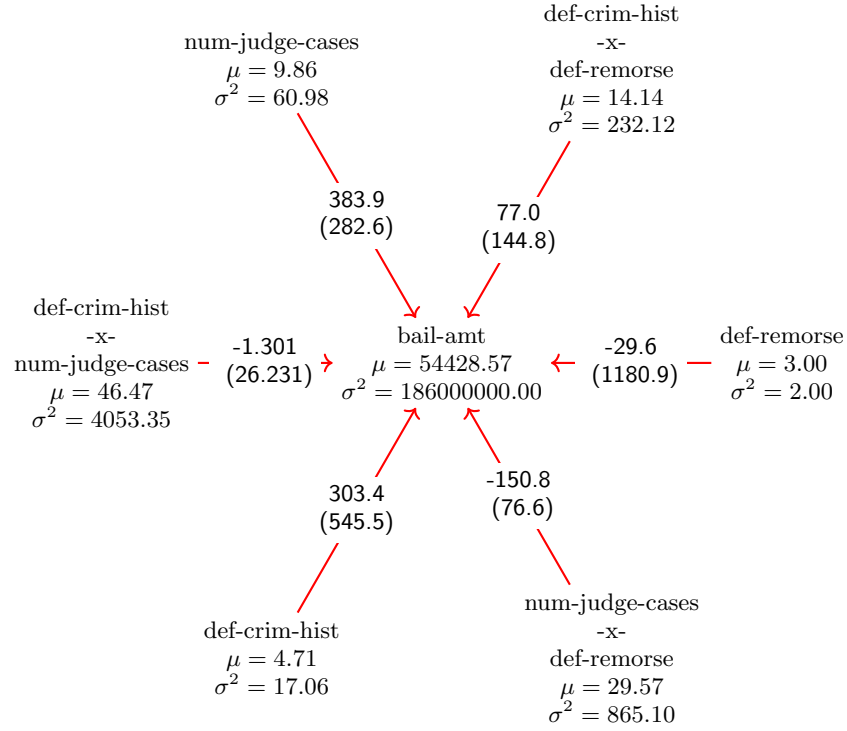 num-judge-cases
μ = 9.86
σ² = 60.98
def-crim-hist
-x-
def-remorse
μ = 14.14
σ² = 232.12
383.9
(282.6)
77.0
(144.8)
def-crim-hist
-x-
num-judge-cases
μ = 46.47
σ² = 4053.35
-1.301
(26.231)
bail-amt
μ = 54428.57
σ² = 186000000.00
-29.6
(1180.9)
def-remorse
μ = 3.00
σ² = 2.00
303.4
(545.5)
-150.8
(76.6)
def-crim-hist
μ = 4.71
σ² = 17.06
num-judge-cases
-x-
def-remorse
μ = 29.57
σ² = 865.10